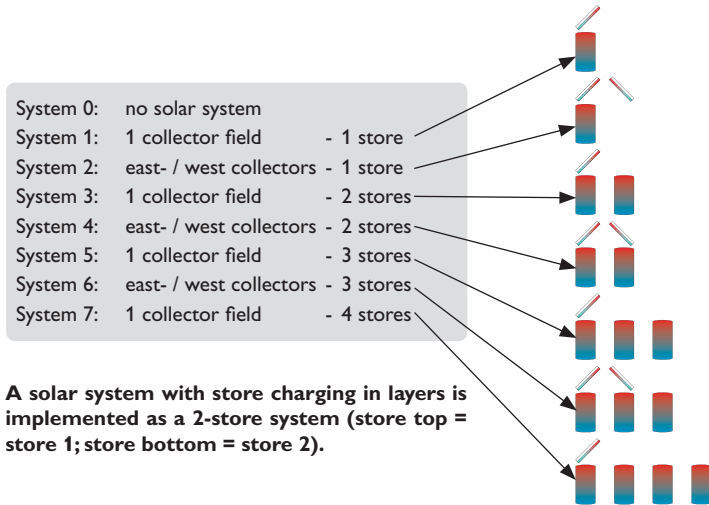 System 0: no solar system
System 1: 1 collector field - 1 store
System 2: east- / west collectors - 1 store
System 3: 1 collector field - 2 stores
System 4: east- / west collectors - 2 stores
System 5: 1 collector field - 3 stores
System 6: east- / west collectors - 3 stores
System 7: 1 collector field - 4 stores
A solar system with store charging in layers is
implemented as a 2-store system (store top =
store 1; store bottom = store 2).